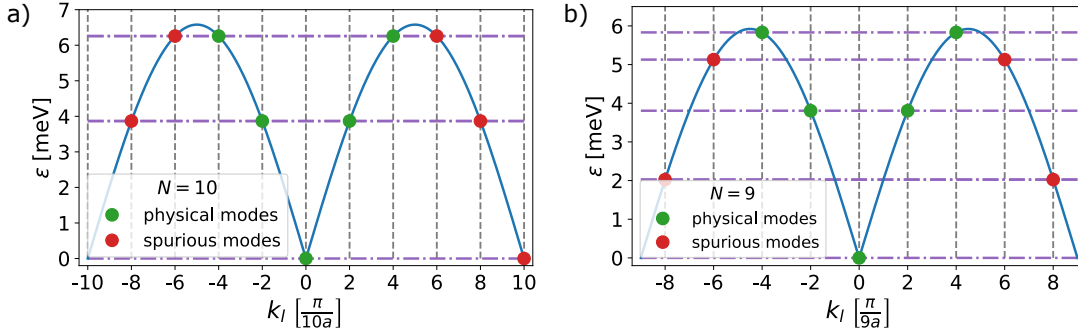 a)
7
6
5
4
3
2
1
0
ε [meV]
N = 10
physical modes
spurious modes
-10 -8 -6 -4 -2 0 2 4 6 8 10
k_l [π/10a]
b)
6
5
4
3
2
1
0
ε [meV]
N = 9
physical modes
spurious modes
-8 -6 -4 -2 0 2 4 6 8
k_l [π/9a]